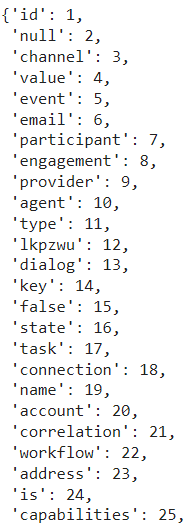 {'id': 1,
'null': 2,
'channel': 3,
'value': 4,
'event': 5,
'email': 6,
'participant': 7,
'engagement': 8,
'provider': 9,
'agent': 10,
'type': 11,
'lkpzwu': 12,
'dialog': 13,
'key': 14,
'false': 15,
'state': 16,
'task': 17,
'connection': 18,
'name': 19,
'account': 20,
'correlation': 21,
'workflow': 22,
'address': 23,
'is': 24,
'capabilities': 25,